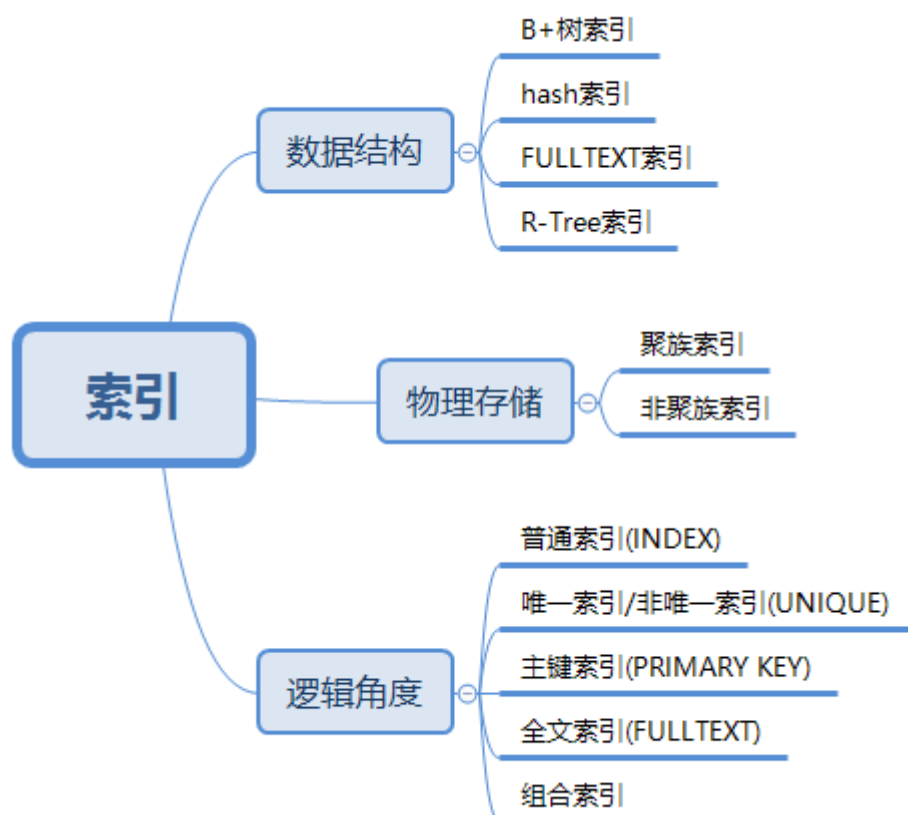 索引
数据结构
B+树索引
hash索引
FULLTEXT索引
R-Tree索引
物理存储
聚族索引
非聚族索引
逻辑角度
普通索引(INDEX)
唯一索引/非唯一索引(UNIQUE)
主键索引(PRIMARY KEY)
全文索引(FULLTEXT)
组合索引